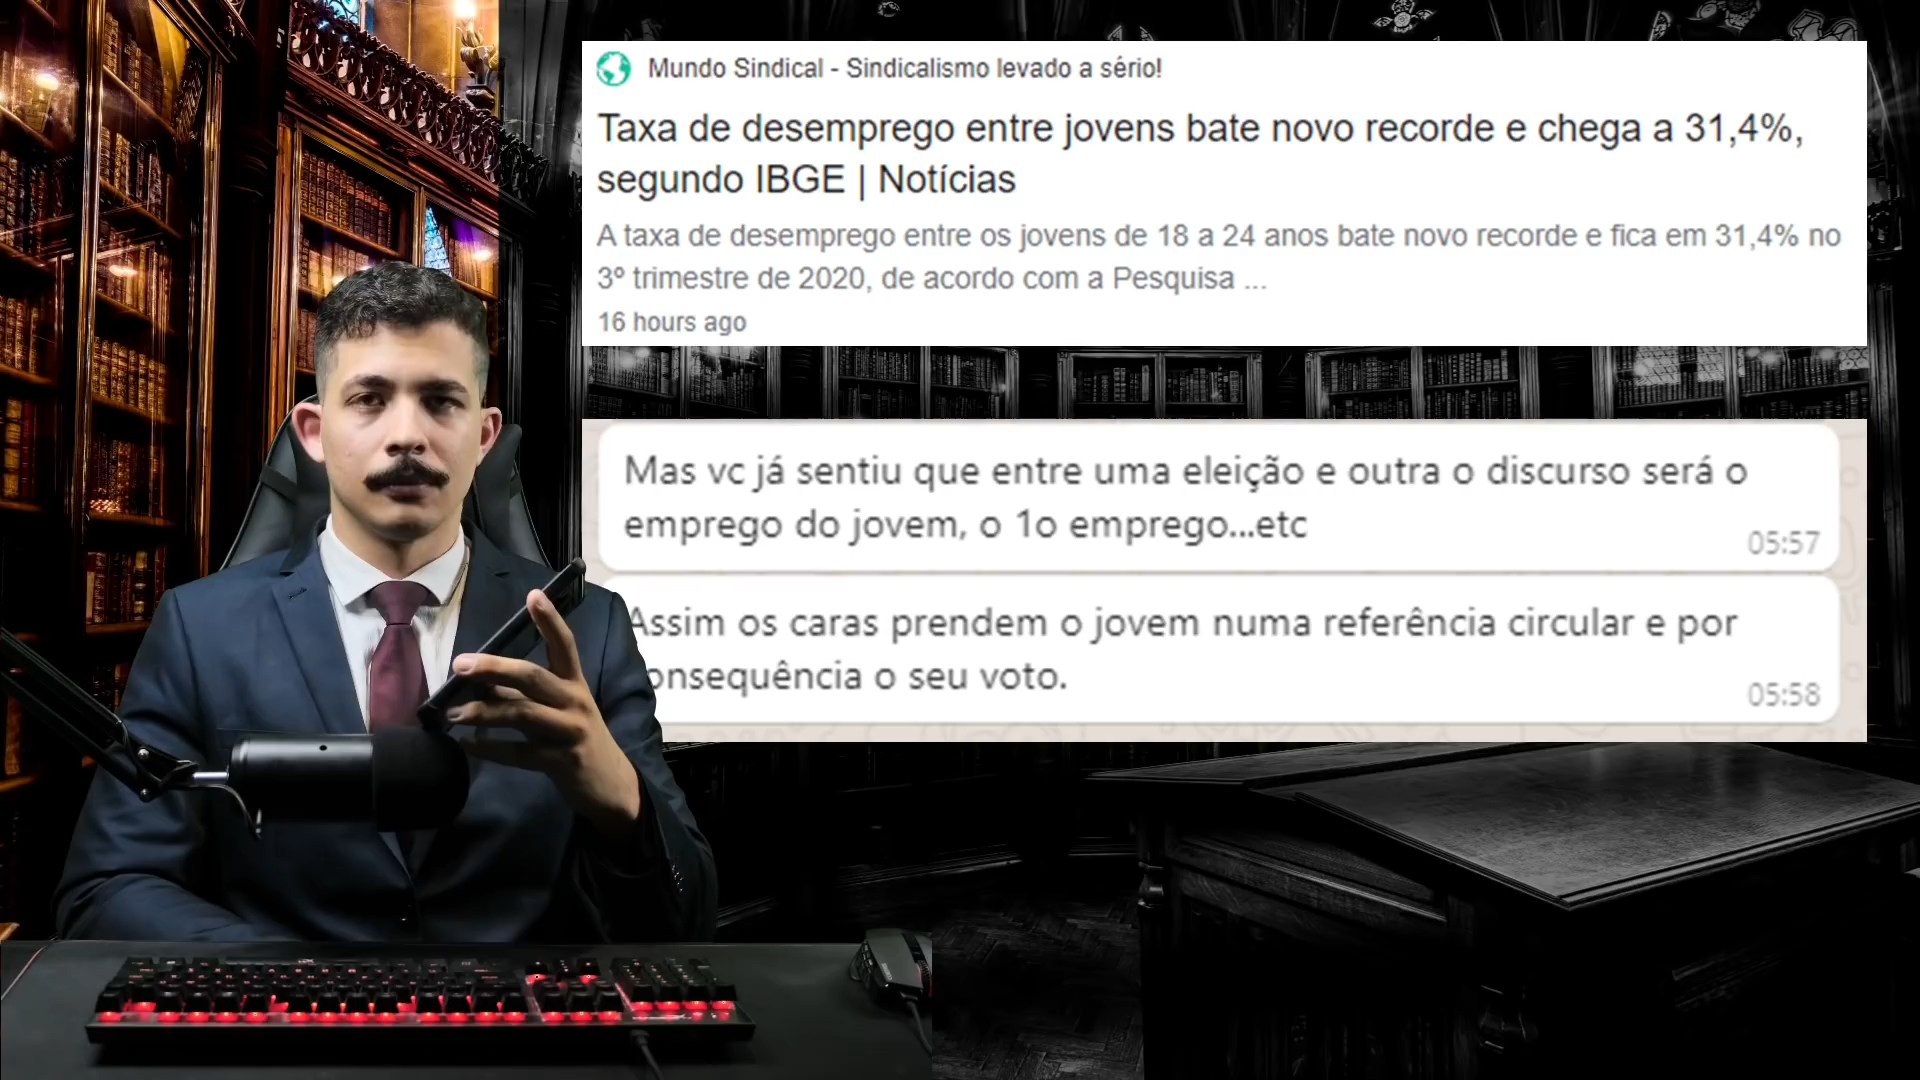 Mundo Sindical - Sindicalismo levado a sério!
Taxa de desemprego entre jovens bate novo recorde e chega a 31,4%,
segundo IBGE | Notícias
A taxa de desemprego entre os jovens de 18 a 24 anos bate novo recorde e fica em 31,4% no
3º trimestre de 2020, de acordo com a Pesquisa ...
16 hours ago
Mas vc já sentiu que entre uma eleição e outra o discurso será o
emprego do jovem, o 1o emprego...etc
05:57
Assim os caras prendem o jovem numa referência circular e por
onsequência o seu voto.
05:58